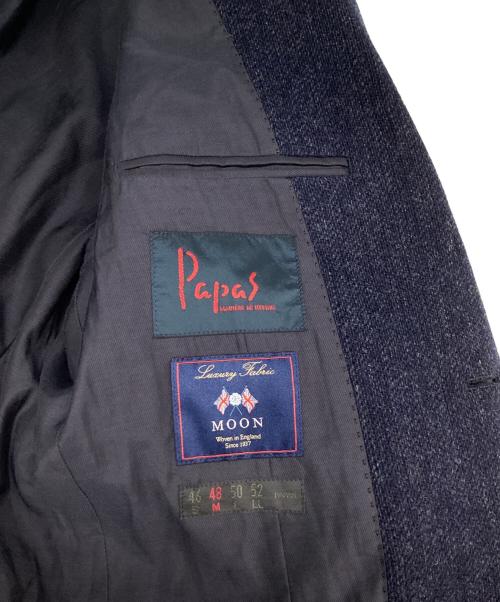 Papas
Luxury Fabric
MOON
Woven in England
Since 1837
46 48 50 52
S M L LL